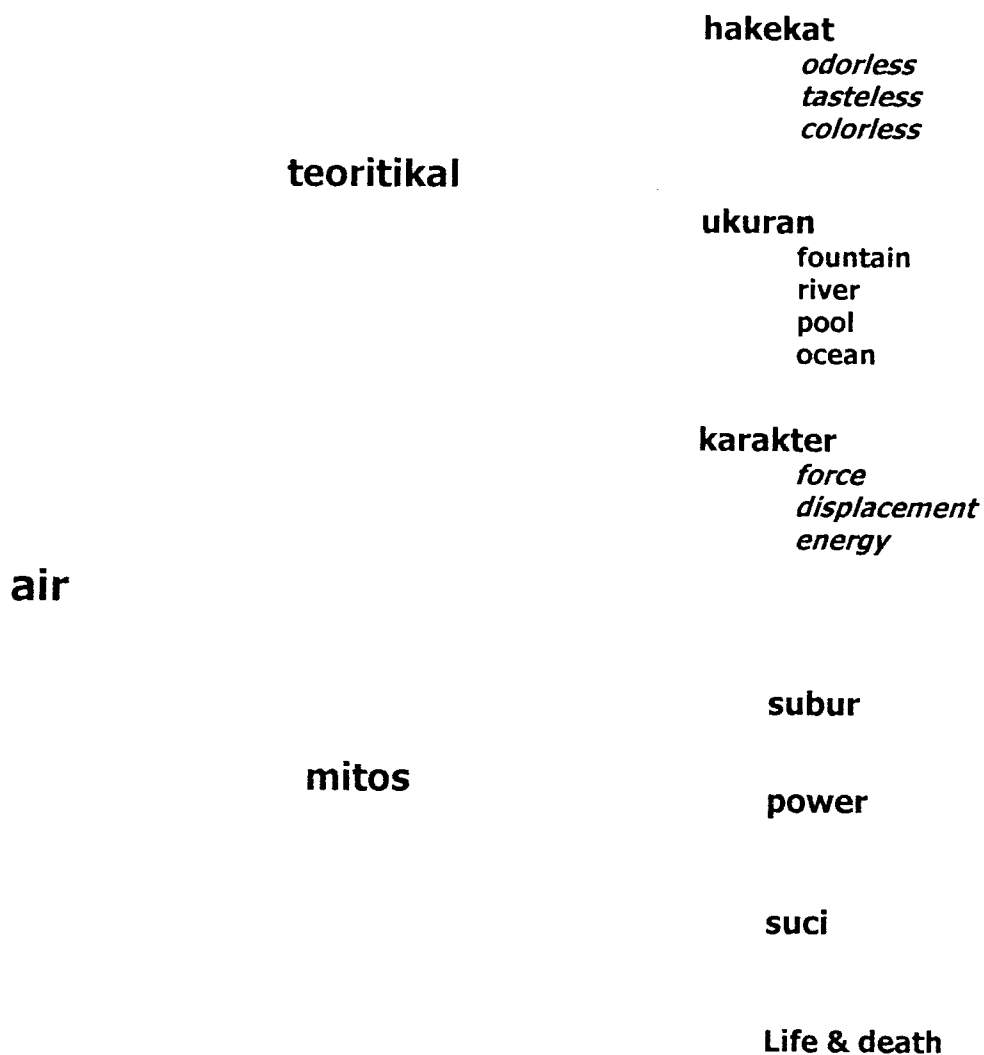 hakekat
odorless
tasteless
colorless
teoritikal
ukuran
fountain
river
pool
ocean
karakter
force
displacement
energy
air
subur
mitos
power
suci
Life & death